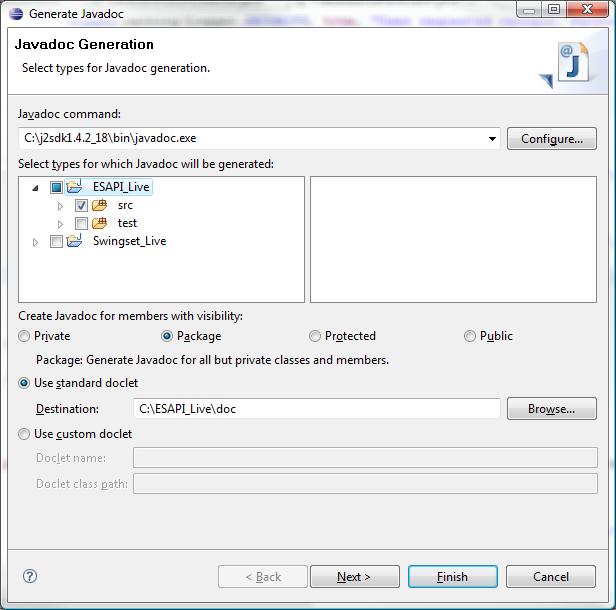 Generate Javadoc
Javadoc Generation
Select types for Javadoc generation.
Javadoc command:
C:\j2sdk1.4.2_18\bin\javadoc.exe
Configure...
Select types for which Javadoc will be generated:
ESAPI_Live
src
test
Swingset_Live
Create Javadoc for members with visibility:
Private Package Protected Public
Package: Generate Javadoc for all but private classes and members.
Use standard doclet
Destination: C:\ESAPI_Live\doc Browse...
Use custom doclet
Doclet name:
Doclet class path:
< Back Next > Finish Cancel